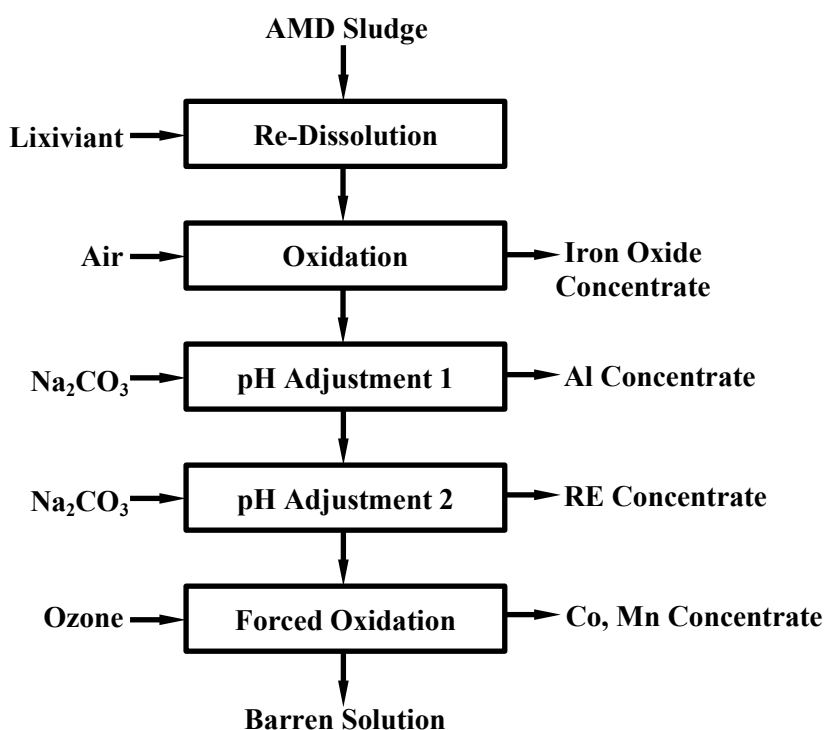 AMD Sludge
Lixiviant
Re-Dissolution
Air
Oxidation
Iron Oxide
Concentrate
Na₂CO₃
pH Adjustment 1
Al Concentrate
Na₂CO₃
pH Adjustment 2
RE Concentrate
Ozone
Forced Oxidation
Co, Mn Concentrate
Barren Solution